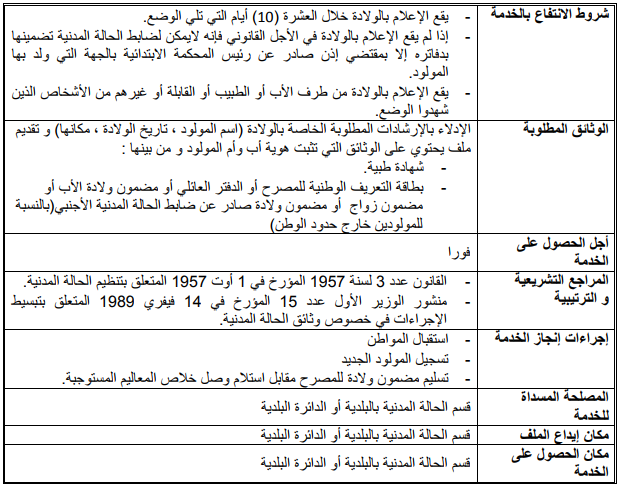 شروط الانتفاع بالخدمة
- يقع الإعلام بالولادة خلال العشرة (10) أيام التي تلي الوضع.
- إذا لم يقع الإعلام بالولادة في الأجل القانوني فإنه لايمكن لضابط الحالة المدنية تضمينها
بدفاتره إلا بمقتضي إذن صادر عن رئيس المحكمة الابتدائية بالجهة التي ولد بها
المولود.
- يقع الإعلام بالولادة من طرف الأب أو الطبيب أو القابلة أو غيرهم من الأشخاص الذين
شهدوا الوضع.
الوثائق المطلوبة
الإدلاء بالإرشادات المطلوبة الخاصة بالولادة (اسم المولود ، تاريخ الولادة ، مكانها) و تقديم
ملف يحتوي على الوثائق التي تثبت هوية أب وأم المولود و من بينها :
- شهادة طبية.
- بطاقة التعريف الوطنية للمصرح أو الدفتر العائلي أو مضمون ولادة الأب أو
مضمون زواج أو مضمون ولادة صادر عن ضابط الحالة المدنية الأجنبي(بالنسبة
للمولودين خارج حدود الوطن)
أجل الحصول على
الخدمة
فورا
المراجع التشريعية
و الترتيبية
- القانون عدد 3 لسنة 1957 المؤرخ في 1 أوت 1957 المتعلق بتنظيم الحالة المدنية.
- منشور الوزير الأول عدد 15 المؤرخ في 14 فيفري 1989 المتعلق بتبسيط
الإجراءات في خصوص وثائق الحالة المدنية.
إجراءات إنجاز الخدمة
- استقبال المواطن
- تسجيل المولود الجديد
- تسليم مضمون ولادة للمصرح مقابل استلام وصل خلاص المعاليم المستوجبة.
المصلحة المسداة
للخدمة
قسم الحالة المدنية بالبلدية أو الدائرة البلدية
مكان إيداع الملف
قسم الحالة المدنية بالبلدية أو الدائرة البلدية
مكان الحصول على
الخدمة
قسم الحالة المدنية بالبلدية أو الدائرة البلدية